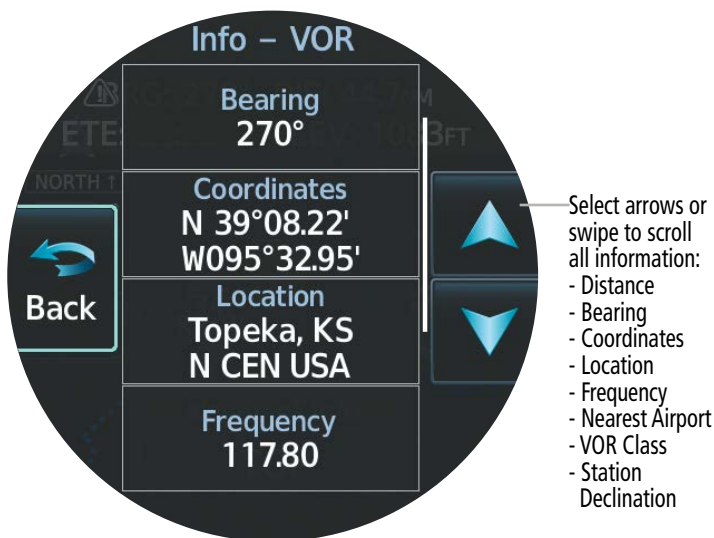 Info – VOR
Bearing
270°
NORTH ↑
Back
Coordinates
N 39°08.22'
W095°32.95'
Location
Topeka, KS
N CEN USA
Frequency
117.80
Select arrows or
swipe to scroll
all information:
- Distance
- Bearing
- Coordinates
- Location
- Frequency
- Nearest Airport
- VOR Class
- Station
Declination